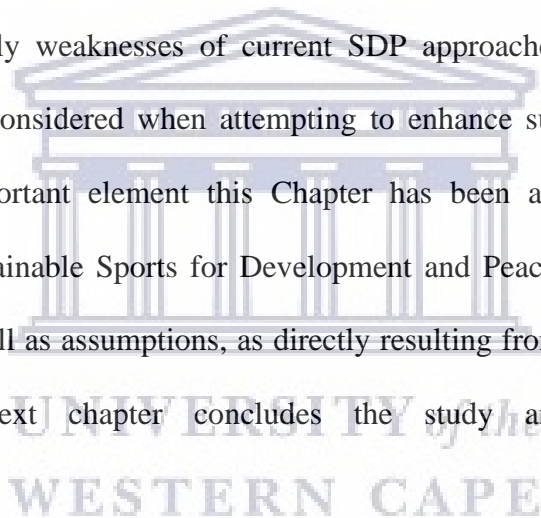 ly weaknesses of current SDP approache
onsidered when attempting to enhance su
ortant element this Chapter has been a
ainable Sports for Development and Peac
ll as assumptions, as directly resulting fro
ext chapter concludes the study a
UNIVERSITY of the
WESTERN CAPE